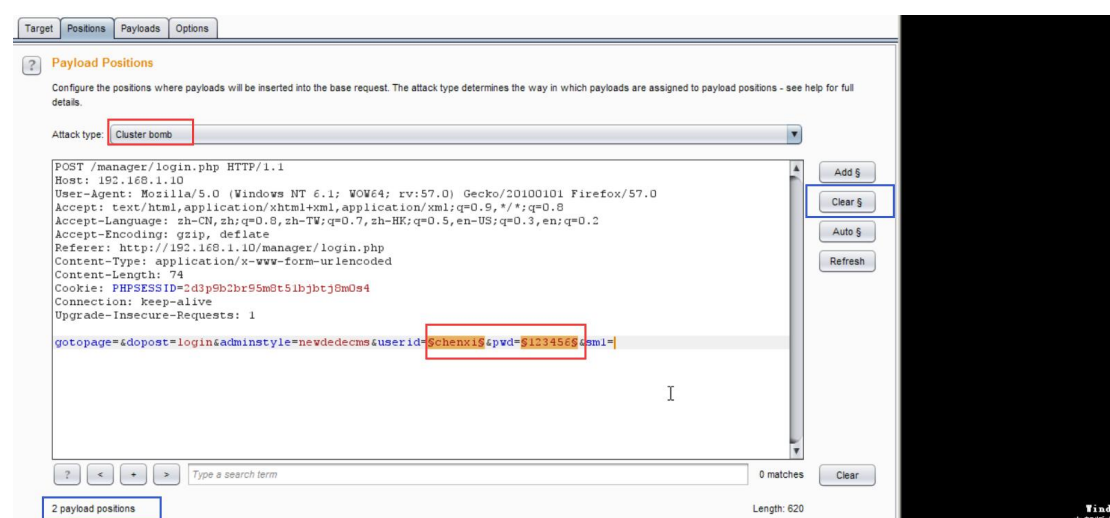 Target Positions Payloads Options
? Payload Positions
Configure the positions where payloads will be inserted into the base request. The attack type determines the way in which payloads are assigned to payload positions - see help for full
details.
Attack type: Cluster bomb
POST /manager/login.php HTTP/1.1
Host: 192.168.1.10
User-Agent: Mozilla/5.0 (Windows NT 6.1; WOW64; rv:57.0) Gecko/20100101 Firefox/57.0
Accept: text/html,application/xhtml+xml,application/xml;q=0.9,*/*;q=0.8
Accept-Language: zh-CN,zh;q=0.8,zh-TW;q=0.7,zh-HK;q=0.5,en-US;q=0.3,en;q=0.2
Accept-Encoding: gzip, deflate
Referer: http://192.168.1.10/manager/login.php
Content-Type: application/x-www-form-urlencoded
Content-Length: 74
Cookie: PHPSESSID=2d3p9b2br95m8t51bjbtj8m0s4
Connection: keep-alive
Upgrade-Insecure-Requests: 1
gotopage=&dopost=login&adminstyle=newdedecms&userid=§chenxi§&pwd=§123456§&sm1=
Add §
Clear §
Auto §
Refresh
? < + > Type a search term 0 matches Clear
2 payload positions Length: 620
Wind